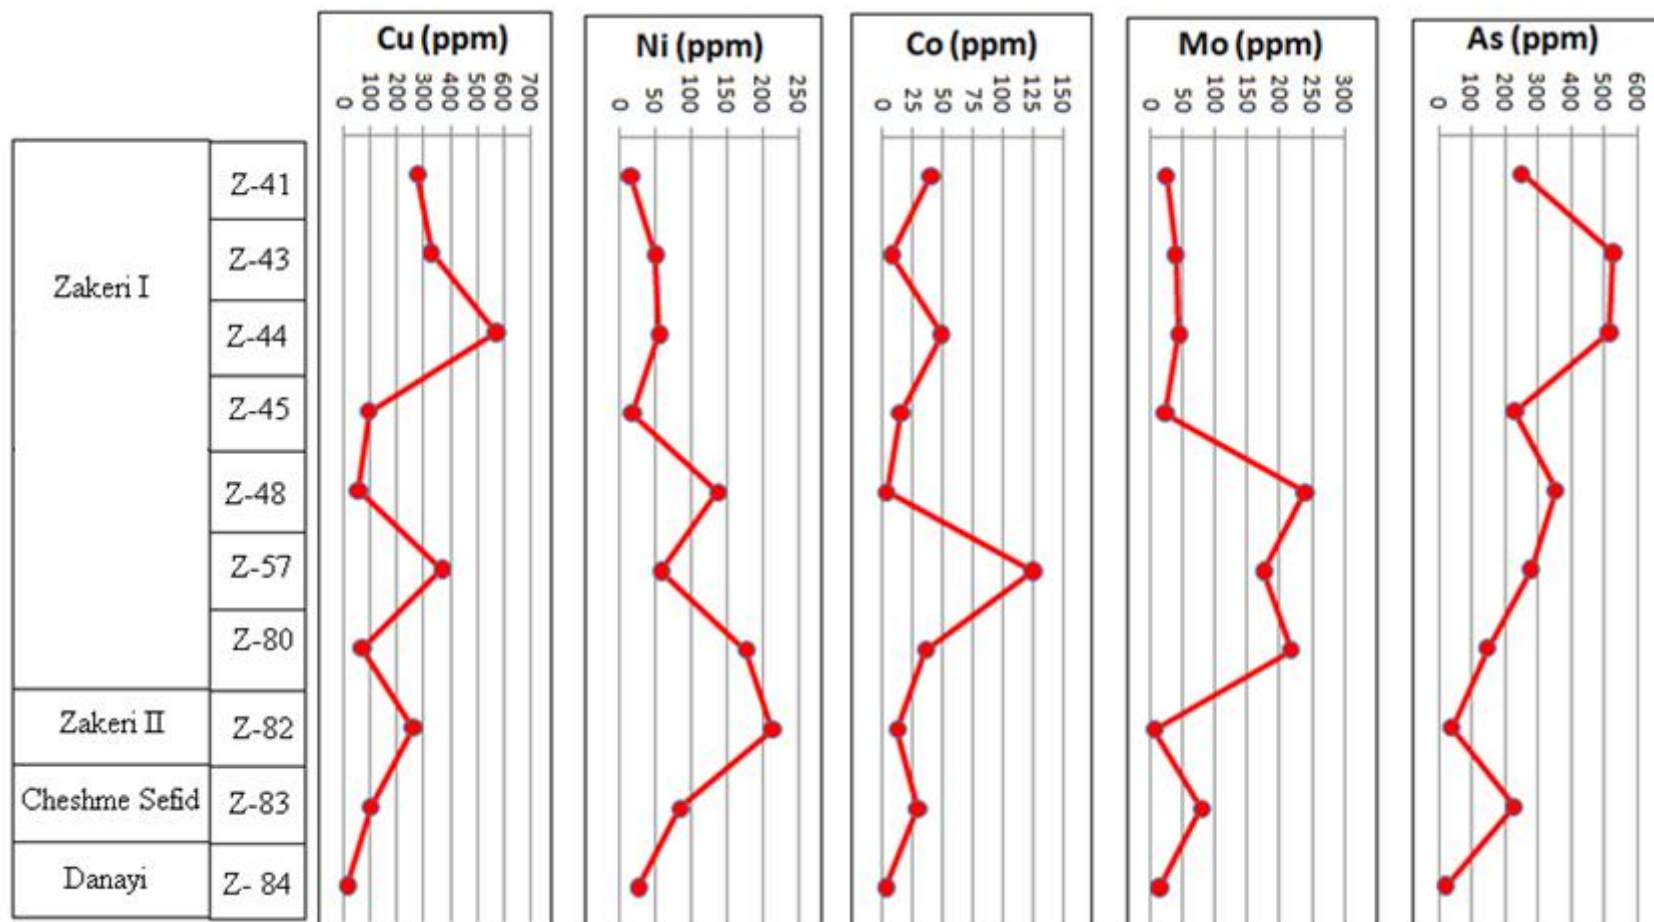 Cu (ppm)
0 100 200 300 400 500 600 700
Ni (ppm)
0 50 100 150 200 250
Co (ppm)
0 25 50 75 100 125 150
Mo (ppm)
0 50 100 150 200 250 300
As (ppm)
0 100 200 300 400 500 600
Zakeri I
Z-41
Z-43
Z-44
Z-45
Z-48
Z-57
Z-80
Zakeri II
Z-82
Cheshme Sefid
Z-83
Danayi
Z- 84